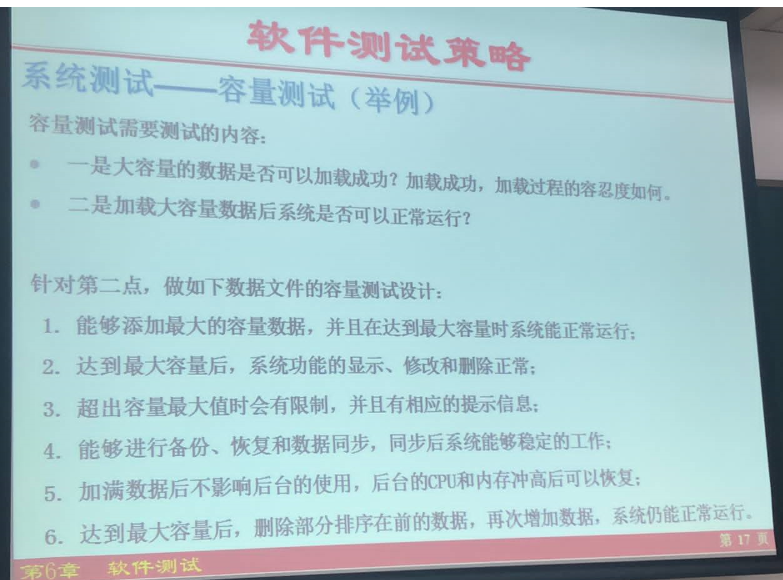 软件测试策略
系统测试——容量测试（举例）
容量测试需要测试的内容：
● 一是大容量的数据是否可以加载成功？加载成功，加载过程的容忍度如何。
● 二是加载大容量数据后系统是否可以正常运行？
针对第二点，做如下数据文件的容量测试设计：
1. 能够添加最大的容量数据，并且在达到最大容量时系统能正常运行；
2. 达到最大容量后，系统功能的显示、修改和删除正常；
3. 超出容量最大值时会有限制，并且有相应的提示信息；
4. 能够进行备份、恢复和数据同步，同步后系统能够稳定的工作；
5. 加满数据后不影响后台的使用，后台的CPU和内存冲高后可以恢复；
6. 达到最大容量后，删除部分排序在前的数据，再次增加数据，系统仍能正常运行。
第 17 页
第6章 软件测试